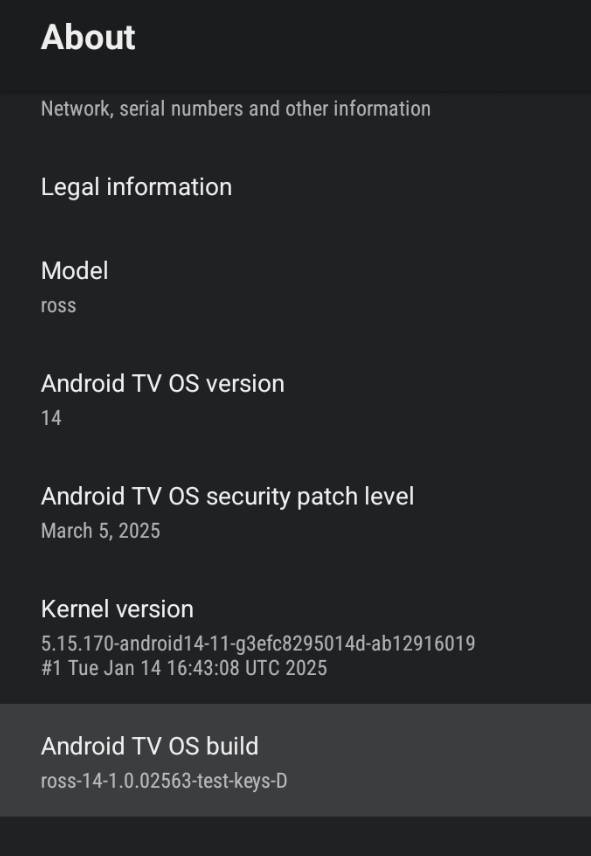 About
Network, serial numbers and other information
Legal information
Model
ross
Android TV OS version
14
Android TV OS security patch level
March 5, 2025
Kernel version
5.15.170-android14-11-g3efc8295014d-ab12916019
#1 Tue Jan 14 16:43:08 UTC 2025
Android TV OS build
ross-14-1.0.02563-test-keys-D